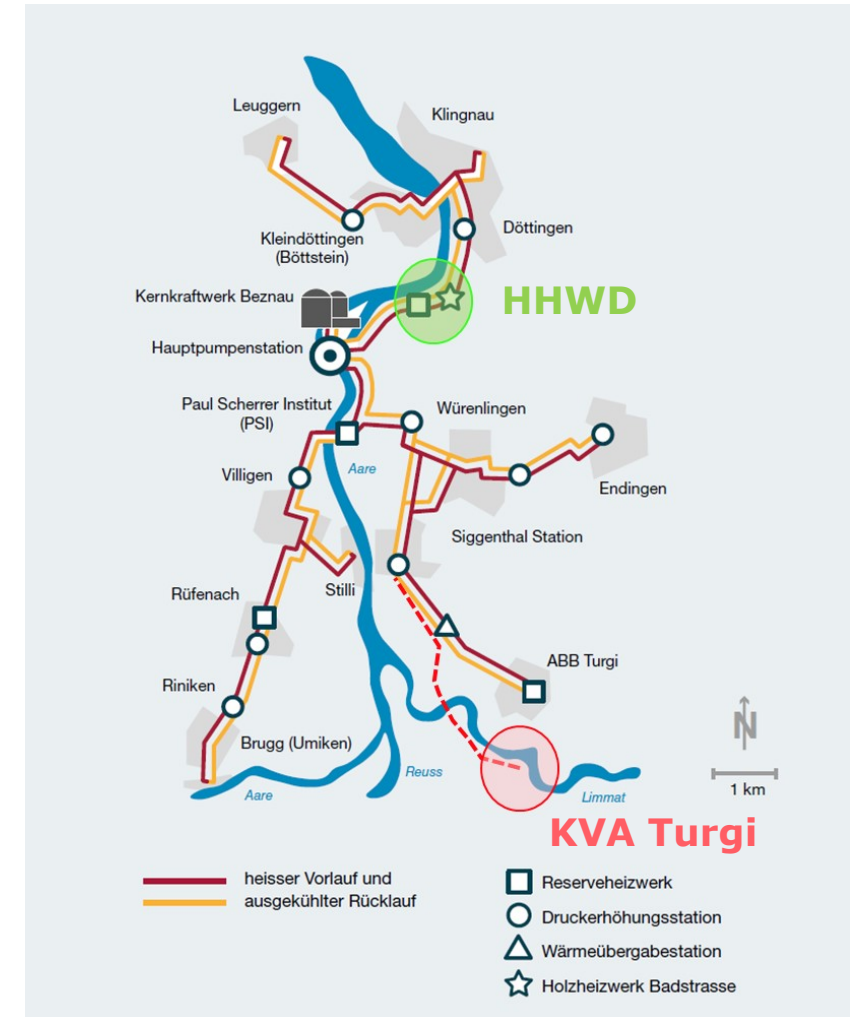 Leuggern
Klingnau
Kleindöttingen
(Böttstein)
Döttingen
Kernkraftwerk Beznau
HHWD
Hauptpumpenstation
Paul Scherrer Institut
(PSI)
Würenlingen
Villigen
Aare
Endingen
Siggenthal Station
Stilli
Rüfenach
ABB Turgi
Riniken
N
Brugg (Umiken)
Reuss
Aare
Limmat
1 km
KVA Turgi
heisser Vorlauf und
ausgekühlter Rücklauf
Reserveheizwerk
Druckerhöhungsstation
Wärmeübergabestation
Holzheizwerk Badstrasse